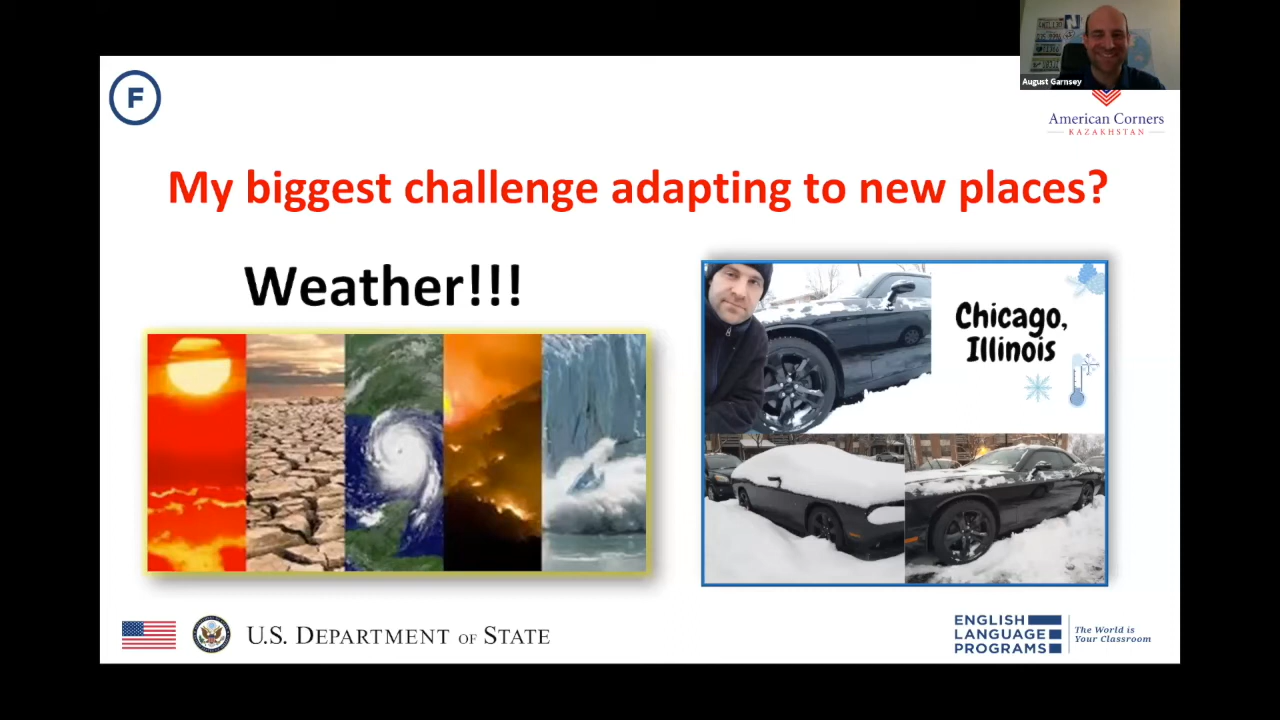 August Garnsey
F
American Corners
KAZAKHSTAN
My biggest challenge adapting to new places?
Weather!!!
Chicago,
Illinois
U.S. DEPARTMENT OF STATE
ENGLISH
LANGUAGE
PROGRAMS
The World is
Your Classroom